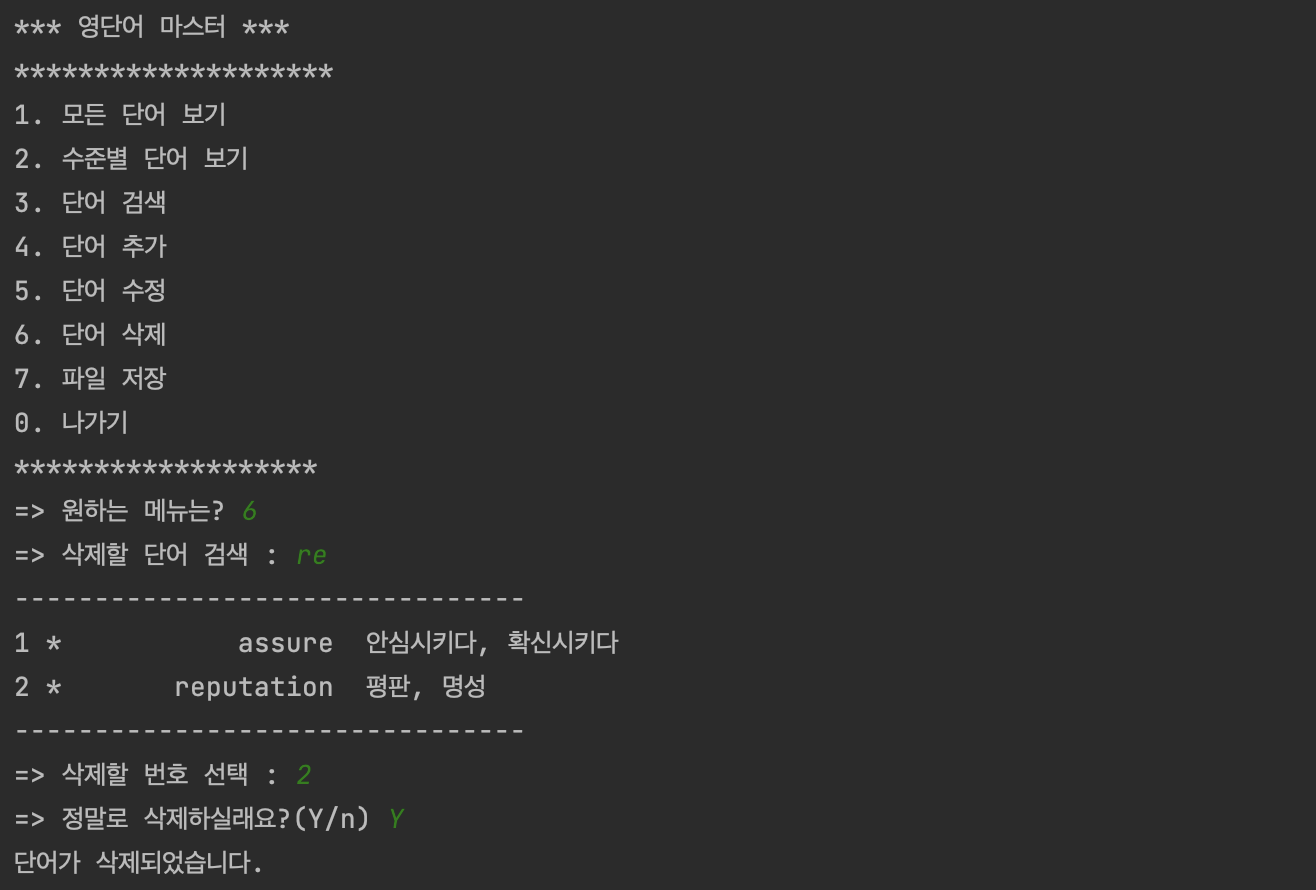 *** 영단어 마스터 ***
********************
1. 모든 단어 보기
2. 수준별 단어 보기
3. 단어 검색
4. 단어 추가
5. 단어 수정
6. 단어 삭제
7. 파일 저장
0. 나가기
*******************
=> 원하는 메뉴는? 6
=> 삭제할 단어 검색 : re
--------------------------------
1 *           assure  안심시키다, 확신시키다
2 *       reputation  평판, 명성
--------------------------------
=> 삭제할 번호 선택 : 2
=> 정말로 삭제하실래요?(Y/n) Y
단어가 삭제되었습니다.